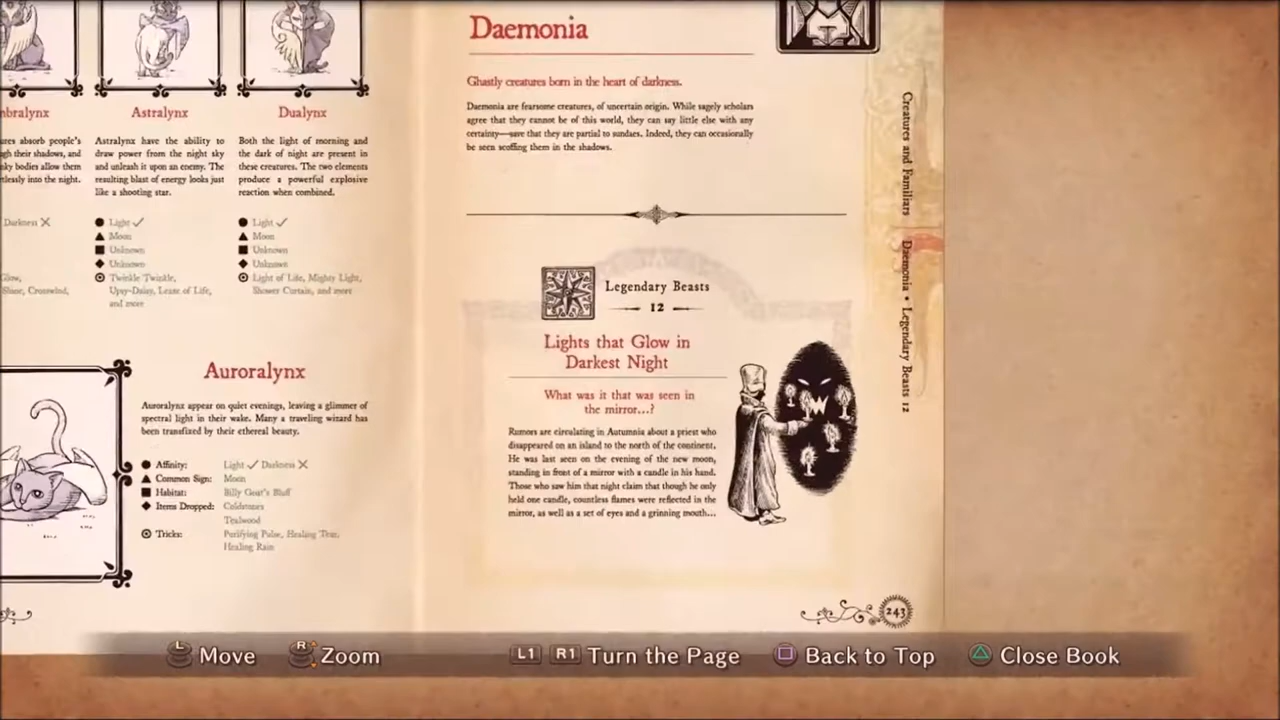 Astralynx
Dualynx
ures absorb people's
gh their shadows, and
ky bodies allow them
tlessly into the night.
Astralynx have the ability to
draw power from the night sky
and unleash it upon an enemy. The
resulting blast of energy looks just
like a shooting star.
Both the light of morning and
the dark of night are present in
these creatures. The two elements
produce a powerful explosive
reaction when combined.
Darkness
Light
Moon
Unknown
Unknown
Twinkle Twinkle,
Upsy-Daisy, Lease of Life,
and more
Light
Moon
Unknown
Unknown
Light of Life, Mighty Light,
Shower Curtain, and more
Auroralynx
Auroralynx appear on quiet evenings, leaving a glimmer of
spectral light in their wake. Many a traveling wizard has
been transfixed by their ethereal beauty.
Affinity: Light Darkness
Common Sign: Moon
Habitat: Billy Goat's Bluff
Items Dropped: Coldstones
Tealwood
Tricks: Purifying Pulse, Healing Tear,
Healing Rain
Daemonia
Ghastly creatures born in the heart of darkness.
Daemonia are fearsome creatures, of uncertain origin. While sagely scholars
agree that they cannot be of this world, they can say little else with any
certainty—save that they are partial to sundaes. Indeed, they can occasionally
be seen scoffing them in the shadows.
Legendary Beasts
12
Lights that Glow in
Darkest Night
What was it that was seen in
the mirror...?
Rumors are circulating in Autumnia about a priest who
disappeared on an island to the north of the continent.
He was last seen on the evening of the new moon,
standing in front of a mirror with a candle in his hand.
Those who saw him that night claim that though he only
held one candle, countless flames were reflected in the
mirror, as well as a set of eyes and a grinning mouth...
Creatures and Familiars
Daemonia • Legendary Beasts 12
243
L Move
R Zoom
L1 R1 Turn the Page
Back to Top
Close Book